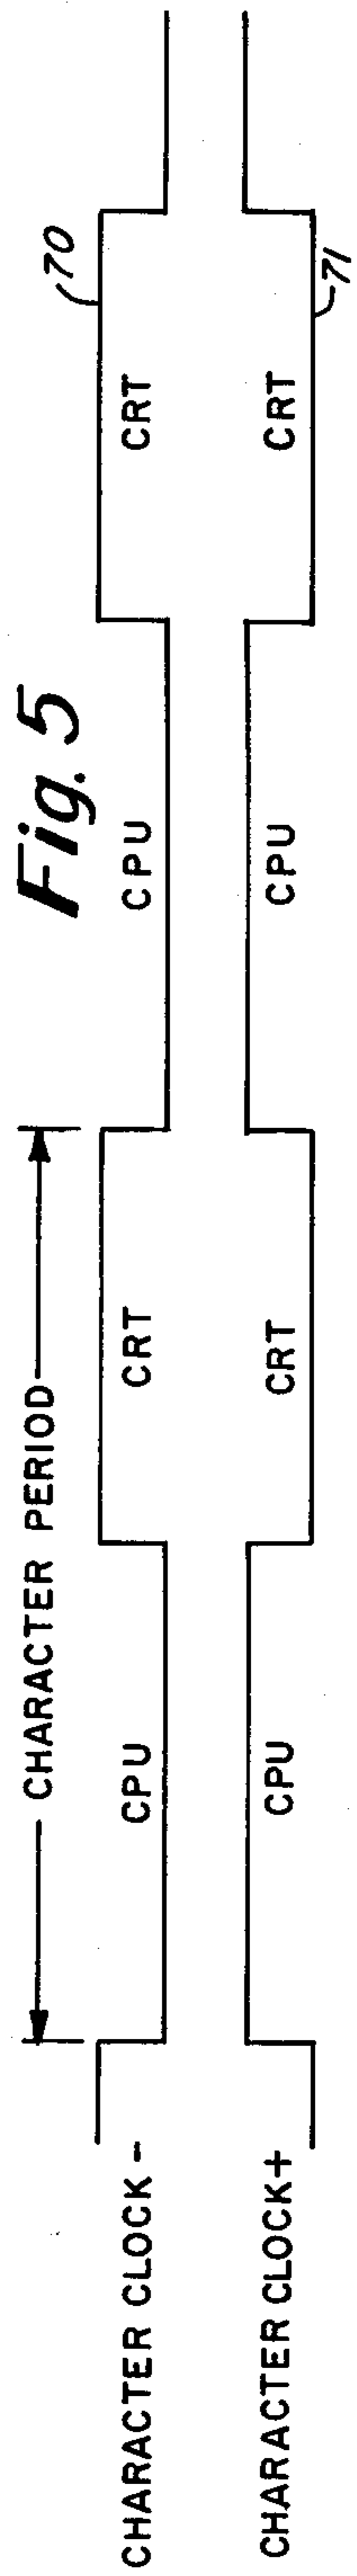 Fig. 5
CHARACTER PERIOD
CHARACTER CLOCK -
CPU
CRT
CPU
CRT
70
CHARACTER CLOCK+
CPU
CRT
CPU
CRT
71